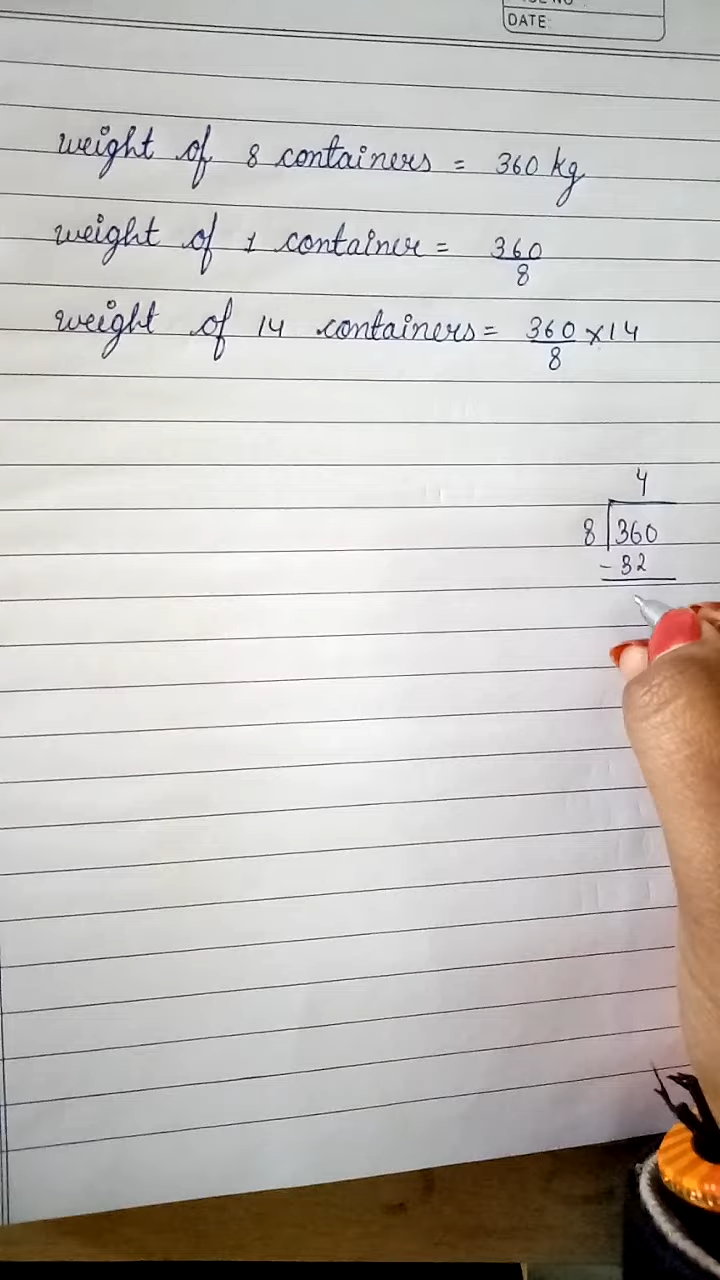 DATE:
weight of 8 containers = 360 kg
weight of 1 container = 360/8
weight of 14 containers = 360/8 × 14
4
8 360
- 32